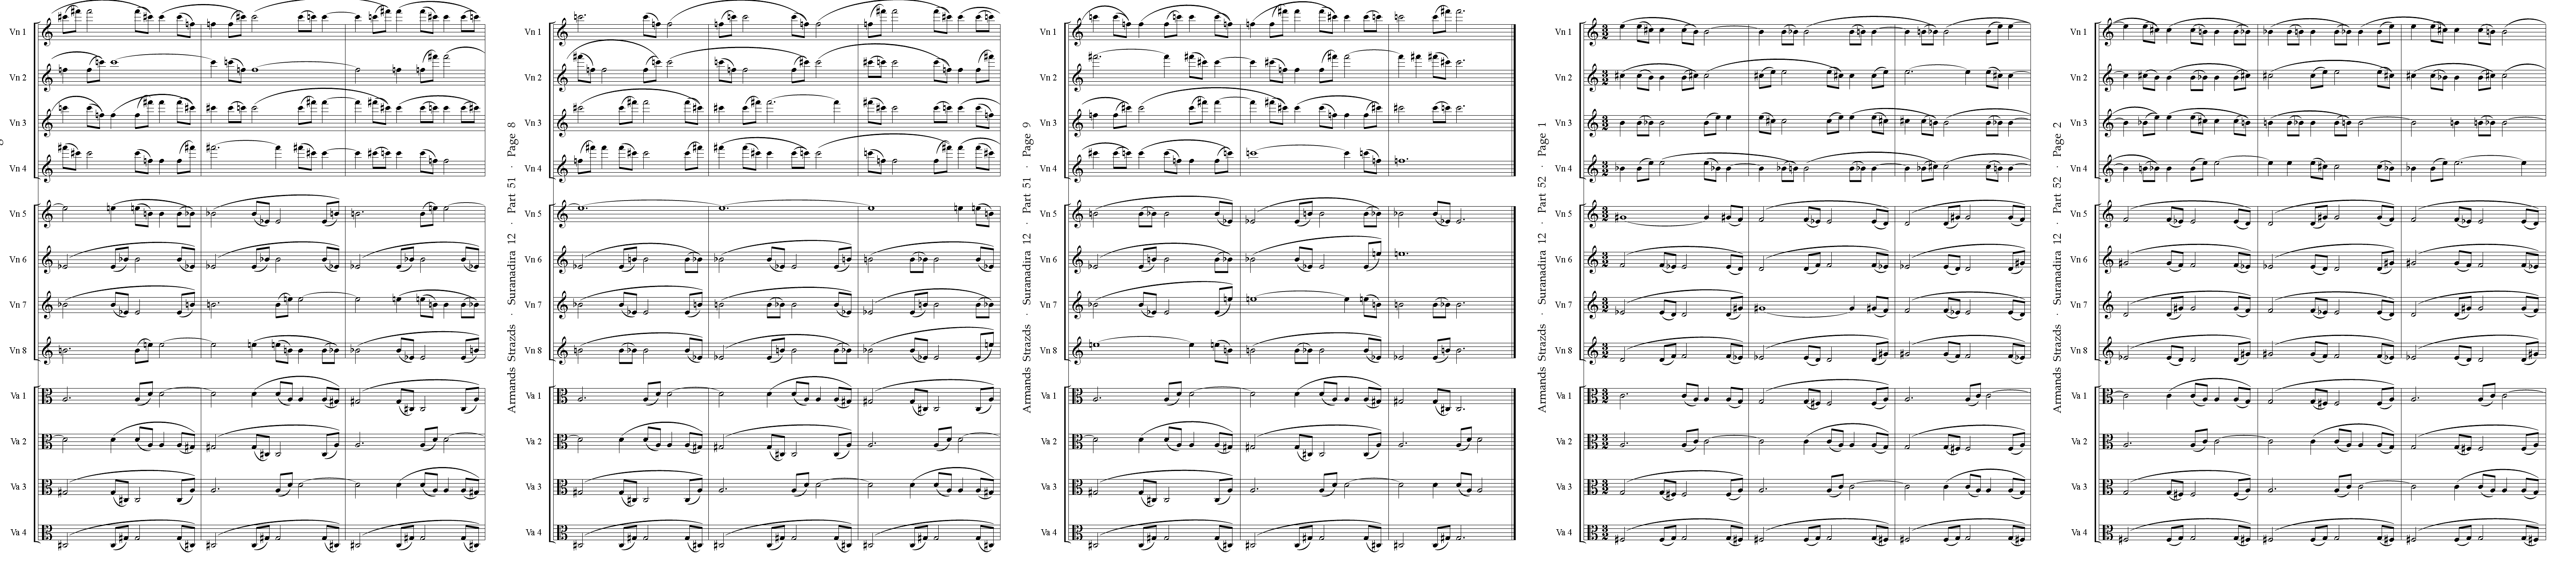 Vn 1
Vn 2
Vn 3
Vn 4
Vn 5
Vn 6
Vn 7
Vn 8
Va 1
Va 2
Va 3
Va 4
Armands Strazds · Suranadira 12 · Part 51 · Page 8
Vn 1
Vn 2
Vn 3
Vn 4
Vn 5
Vn 6
Vn 7
Vn 8
Va 1
Va 2
Va 3
Va 4
Armands Strazds · Suranadira 12 · Part 51 · Page 9
Vn 1
Vn 2
Vn 3
Vn 4
Vn 5
Vn 6
Vn 7
Vn 8
Va 1
Va 2
Va 3
Va 4
Armands Strazds · Suranadira 12 · Part 52 · Page 1
Vn 1
Vn 2
Vn 3
Vn 4
Vn 5
Vn 6
Vn 7
Vn 8
Va 1
Va 2
Va 3
Va 4
Armands Strazds · Suranadira 12 · Part 52 · Page 2
Vn 1
Vn 2
Vn 3
Vn 4
Vn 5
Vn 6
Vn 7
Vn 8
Va 1
Va 2
Va 3
Va 4